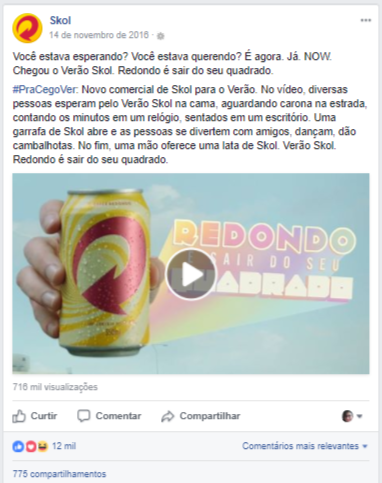 Skol
14 de novembro de 2016 ·
Você estava esperando? Você estava querendo? É agora. Já. NOW.
Chegou o Verão Skol. Redondo é sair do seu quadrado.
#PraCegoVer: Novo comercial de Skol para o Verão. No vídeo, diversas
pessoas esperam pelo Verão Skol na cama, aguardando carona na estrada,
contando os minutos em um relógio, sentados em um escritório. Uma
garrafa de Skol abre e as pessoas se divertem com amigos, dançam, dão
cambalhotas. No fim, uma mão oferece uma lata de Skol. Verão Skol.
Redondo é sair do seu quadrado.
REDONDO
É SAIR DO SEU
QUADRADO
716 mil visualizações
Curtir Comentar Compartilhar
12 mil Comentários mais relevantes
775 compartilhamentos